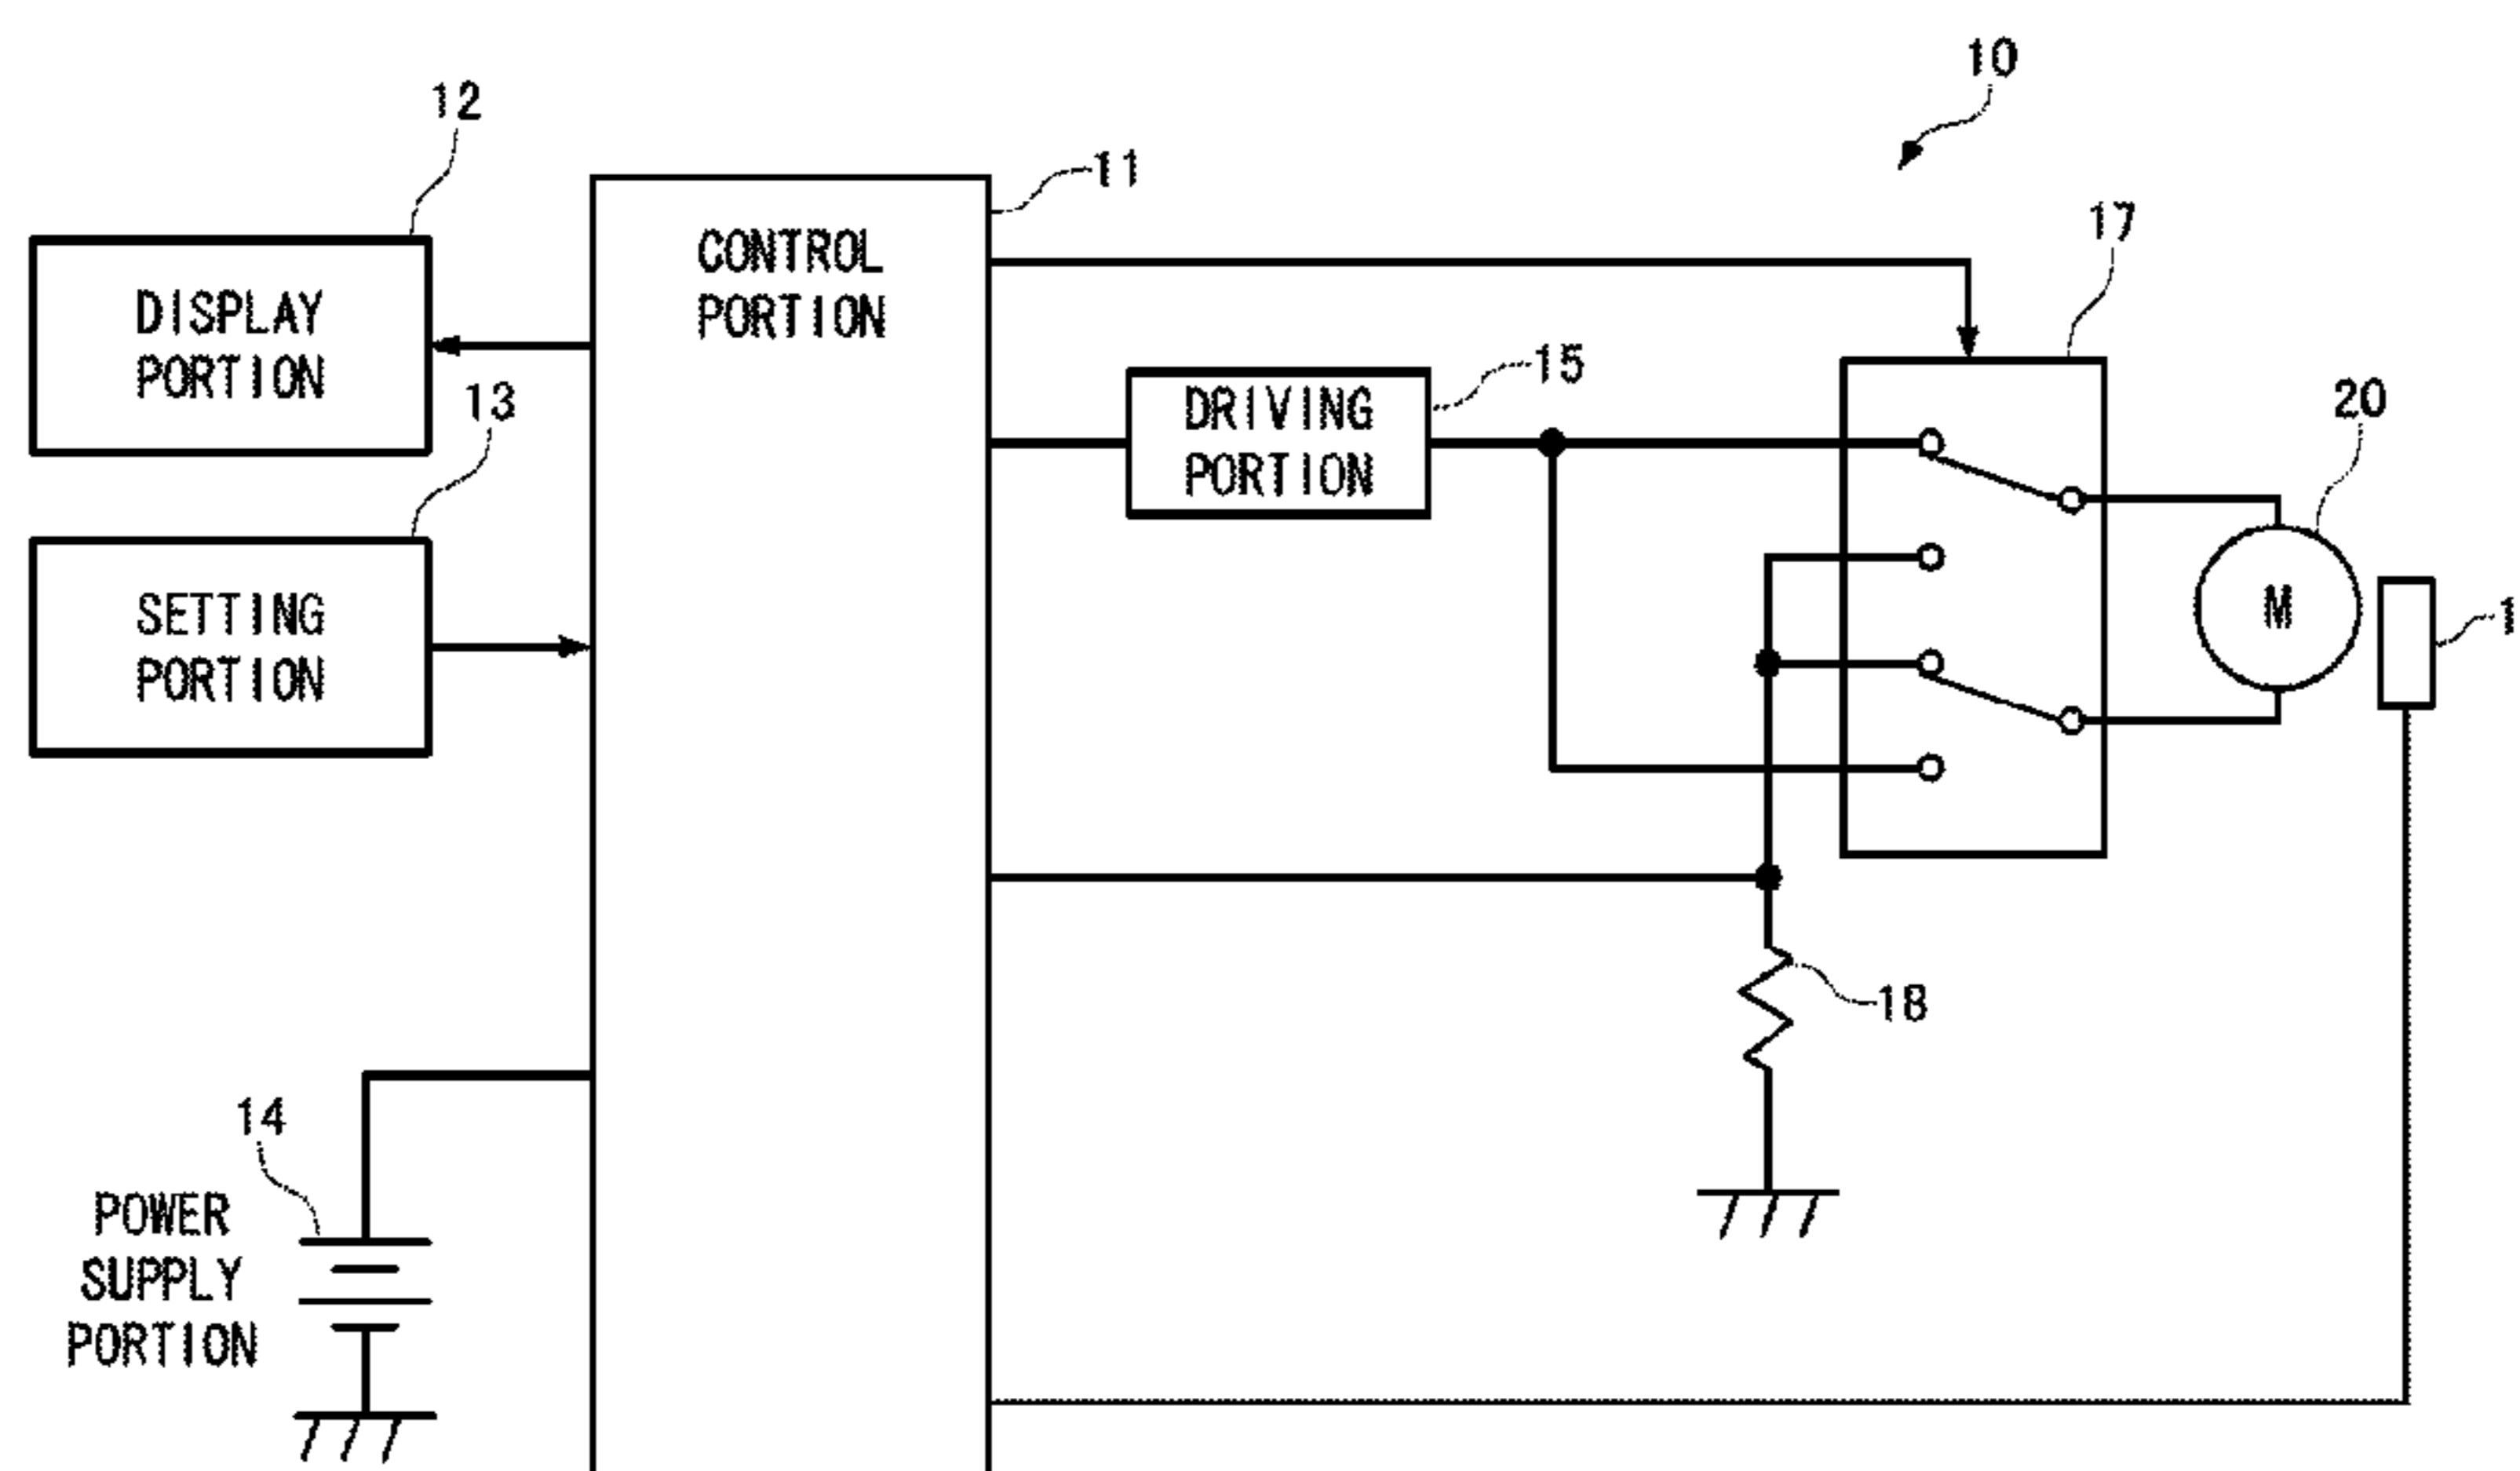 10
12
11
17
CONTROL
PORTION
DISPLAY
PORTION
15
20
DRIVING
PORTION
13
M
SETTING
PORTION
18
14
POWER
SUPPLY
PORTION